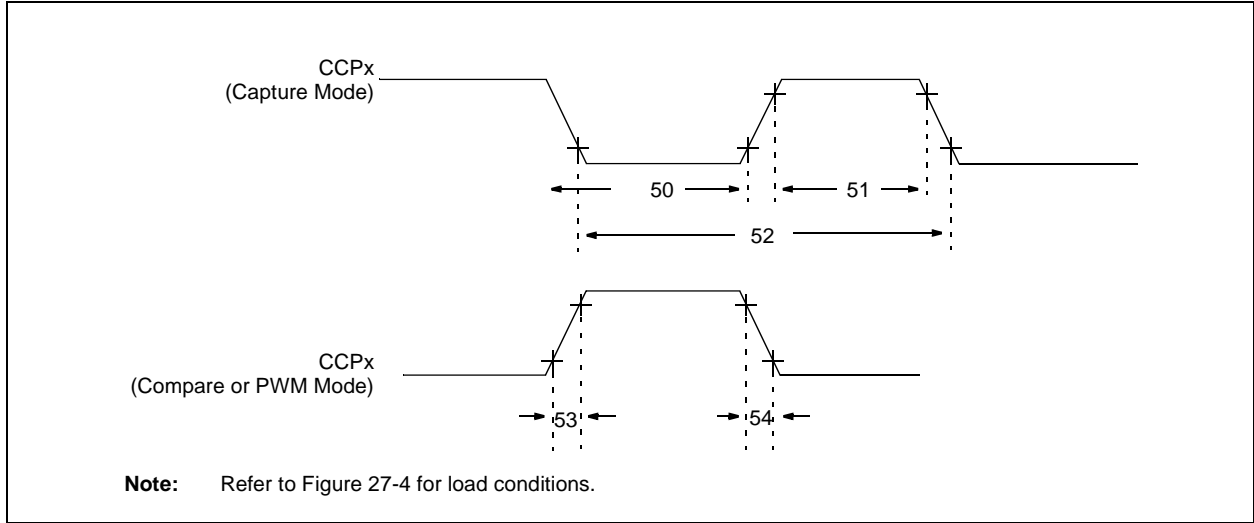 CCPx
(Capture Mode)
50
51
52
CCPx
(Compare or PWM Mode)
53
54
Note: Refer to Figure 27-4 for load conditions.